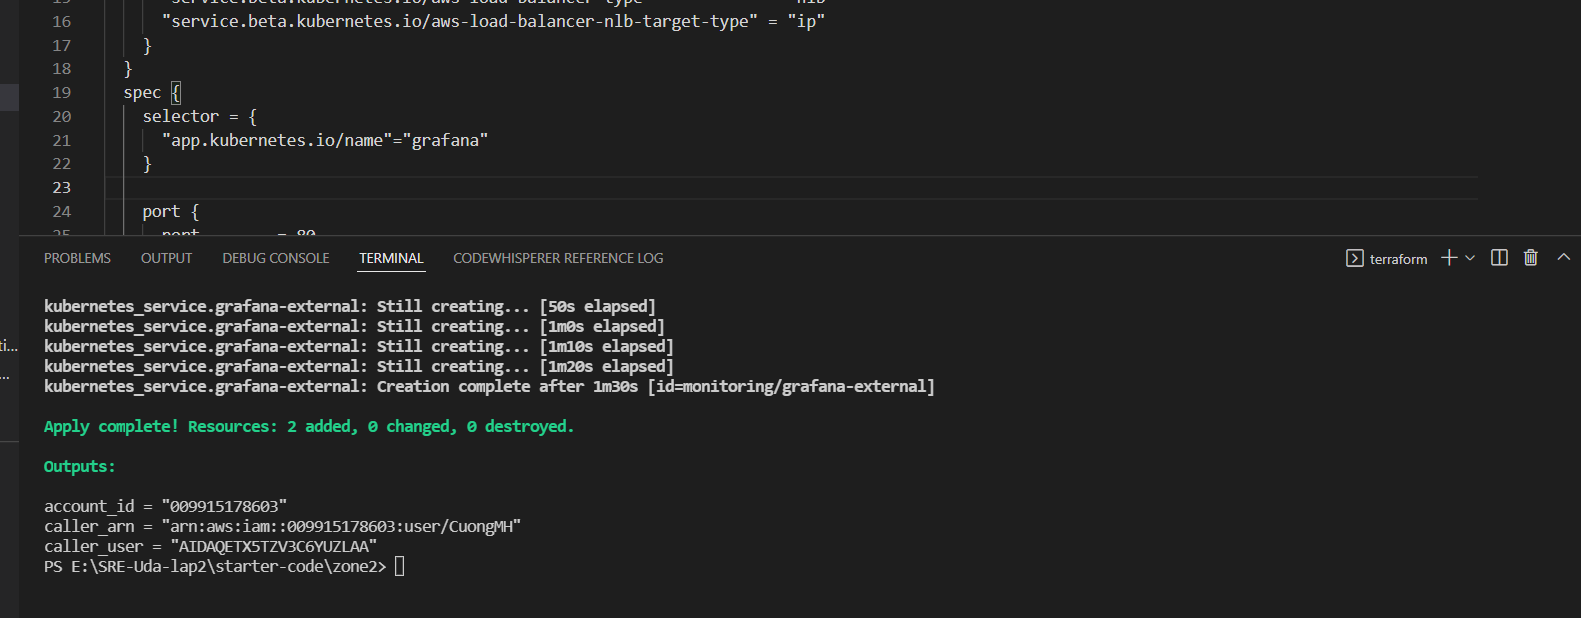 16 "service.beta.kubernetes.io/aws-load-balancer-nlb-target-type" = "ip"
17 }
18 }
19 spec {
20 selector = {
21 "app.kubernetes.io/name"="grafana"
22 }
23
24 port {
PROBLEMS OUTPUT DEBUG CONSOLE TERMINAL CODEWHISPERER REFERENCE LOG terraform
kubernetes_service.grafana-external: Still creating... [50s elapsed]
kubernetes_service.grafana-external: Still creating... [1m0s elapsed]
kubernetes_service.grafana-external: Still creating... [1m10s elapsed]
kubernetes_service.grafana-external: Still creating... [1m20s elapsed]
kubernetes_service.grafana-external: Creation complete after 1m30s [id=monitoring/grafana-external]
Apply complete! Resources: 2 added, 0 changed, 0 destroyed.
Outputs:
account_id = "009915178603"
caller_arn = "arn:aws:iam::009915178603:user/CuongMH"
caller_user = "AIDAQETX5TZV3C6YUZLAA"
PS E:\SRE-Uda-lap2\starter-code\zone2>